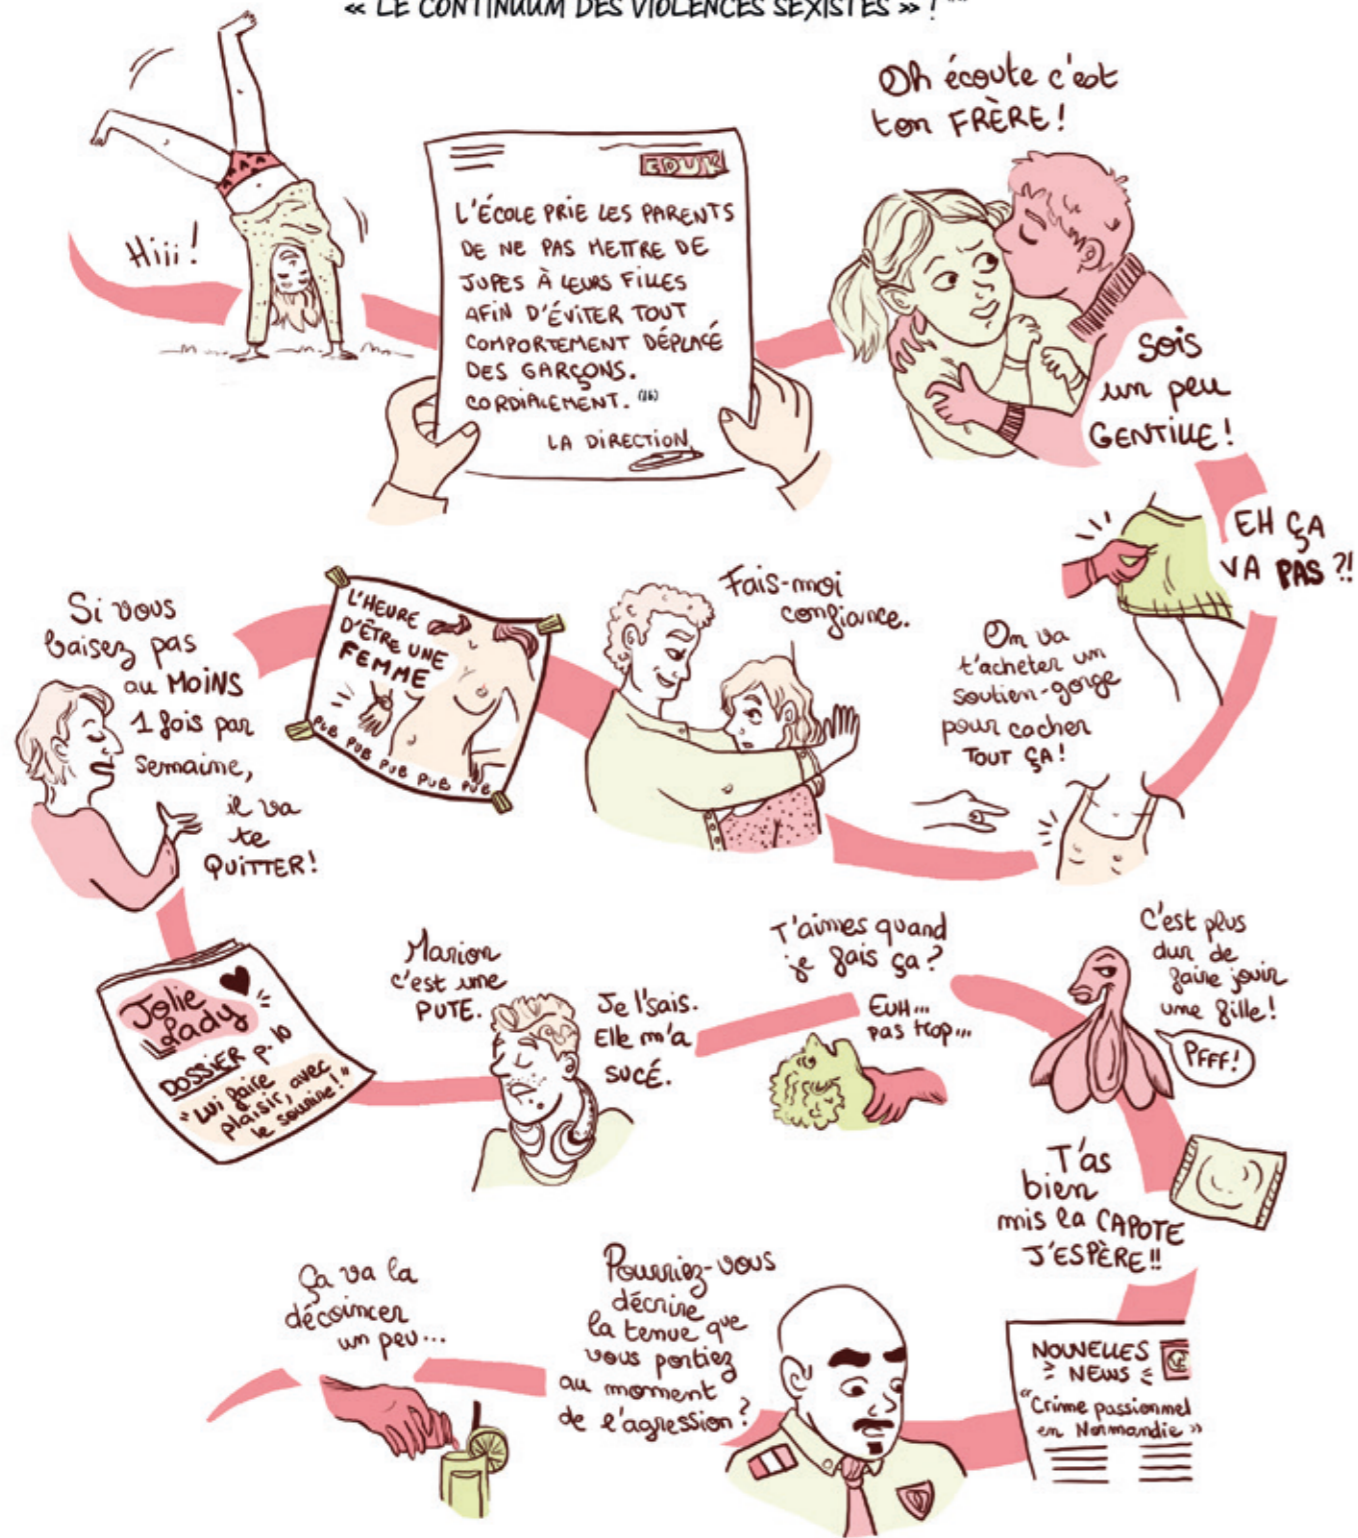 « LE CONTINUUM DES VIOLENCES SEXISTES » !
Hiii!
EDUK
L'ÉCOLE PRIE LES PARENTS
DE NE PAS METTRE DE
JUPES À LEURS FILLES
AFIN D'ÉVITER TOUT
COMPORTEMENT DÉPLACÉ
DES GARÇONS.
CORDIALEMENT. (16)
LA DIRECTION
Oh écoute c'est
ton FRÈRE!
Sois
un peu
GENTILLE!
EH ÇA
VA PAS ?!
On va
t'acheter un
soutien-gorge
pour cacher
TOUT ÇA!
Fais-moi
confiance.
L'HEURE
D'ÊTRE UNE
FEMME
PUB PUB PUB PUB PUB
Si vous
baisez pas
au MOINS
1 fois par
semaine,
il va
te
QUITTER!
Jolie
Lady
DOSSIER p. 10
"Lui faire
plaisir, avec
le sourire!"
Marion
c'est une
PUTE.
Je l'sais.
Elle m'a
sucé.
T'aimes quand
je fais ça?
EUH...
pas trop...
C'est plus
dur de
faire jouir
une fille!
PFFF!
T'as
bien
mis la CAPOTE
J'ESPÈRE!!
NOUVELLES
NEWS
"Crime passionnel
en Normandie »
Pourriez-vous
décrire
la tenue que
vous portiez
au moment
de l'agression?
Ça va la
décoincer
un peu...